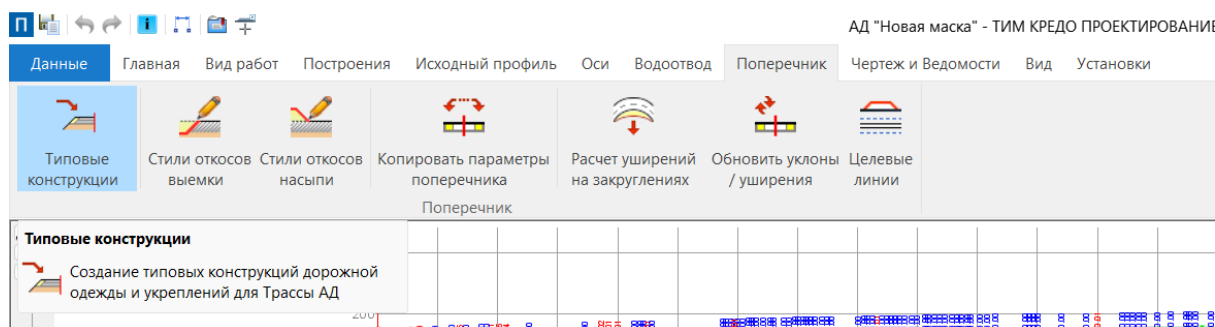 АД "Новая маска" - ТИМ КРЕДО ПРОЕКТИРОВАНИЕ
Данные Главная Вид работ Построения Исходный профиль Оси Водоотвод Поперечник Чертеж и Ведомости Вид Установки
Типовые конструкции
Стили откосов выемки
Стили откосов насыпи
Копировать параметры поперечника
Расчет уширений на закруглениях
Обновить уклоны / уширения
Целевые линии
Поперечник
Типовые конструкции
Создание типовых конструкций дорожной
одежды и укреплений для Трассы АД